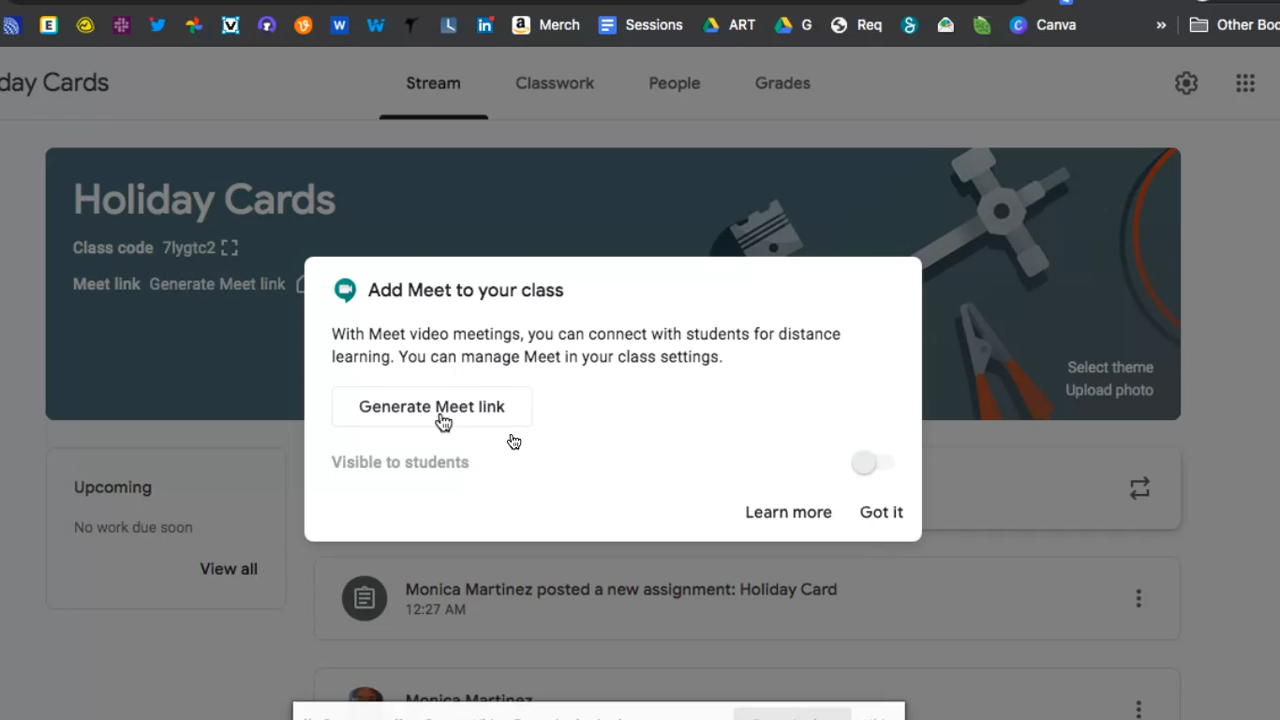 Merch
Sessions
ART
G
Req
Canva
»
Other Boo
day Cards
Stream
Classwork
People
Grades
Holiday Cards
Class code 7lygtc2
Meet link Generate Meet link
Select theme
Upload photo
Add Meet to your class
With Meet video meetings, you can connect with students for distance
learning. You can manage Meet in your class settings.
Generate Meet link
Visible to students
Learn more
Got it
Upcoming
No work due soon
View all
Monica Martinez posted a new assignment: Holiday Card
12:27 AM
Monica Martinez